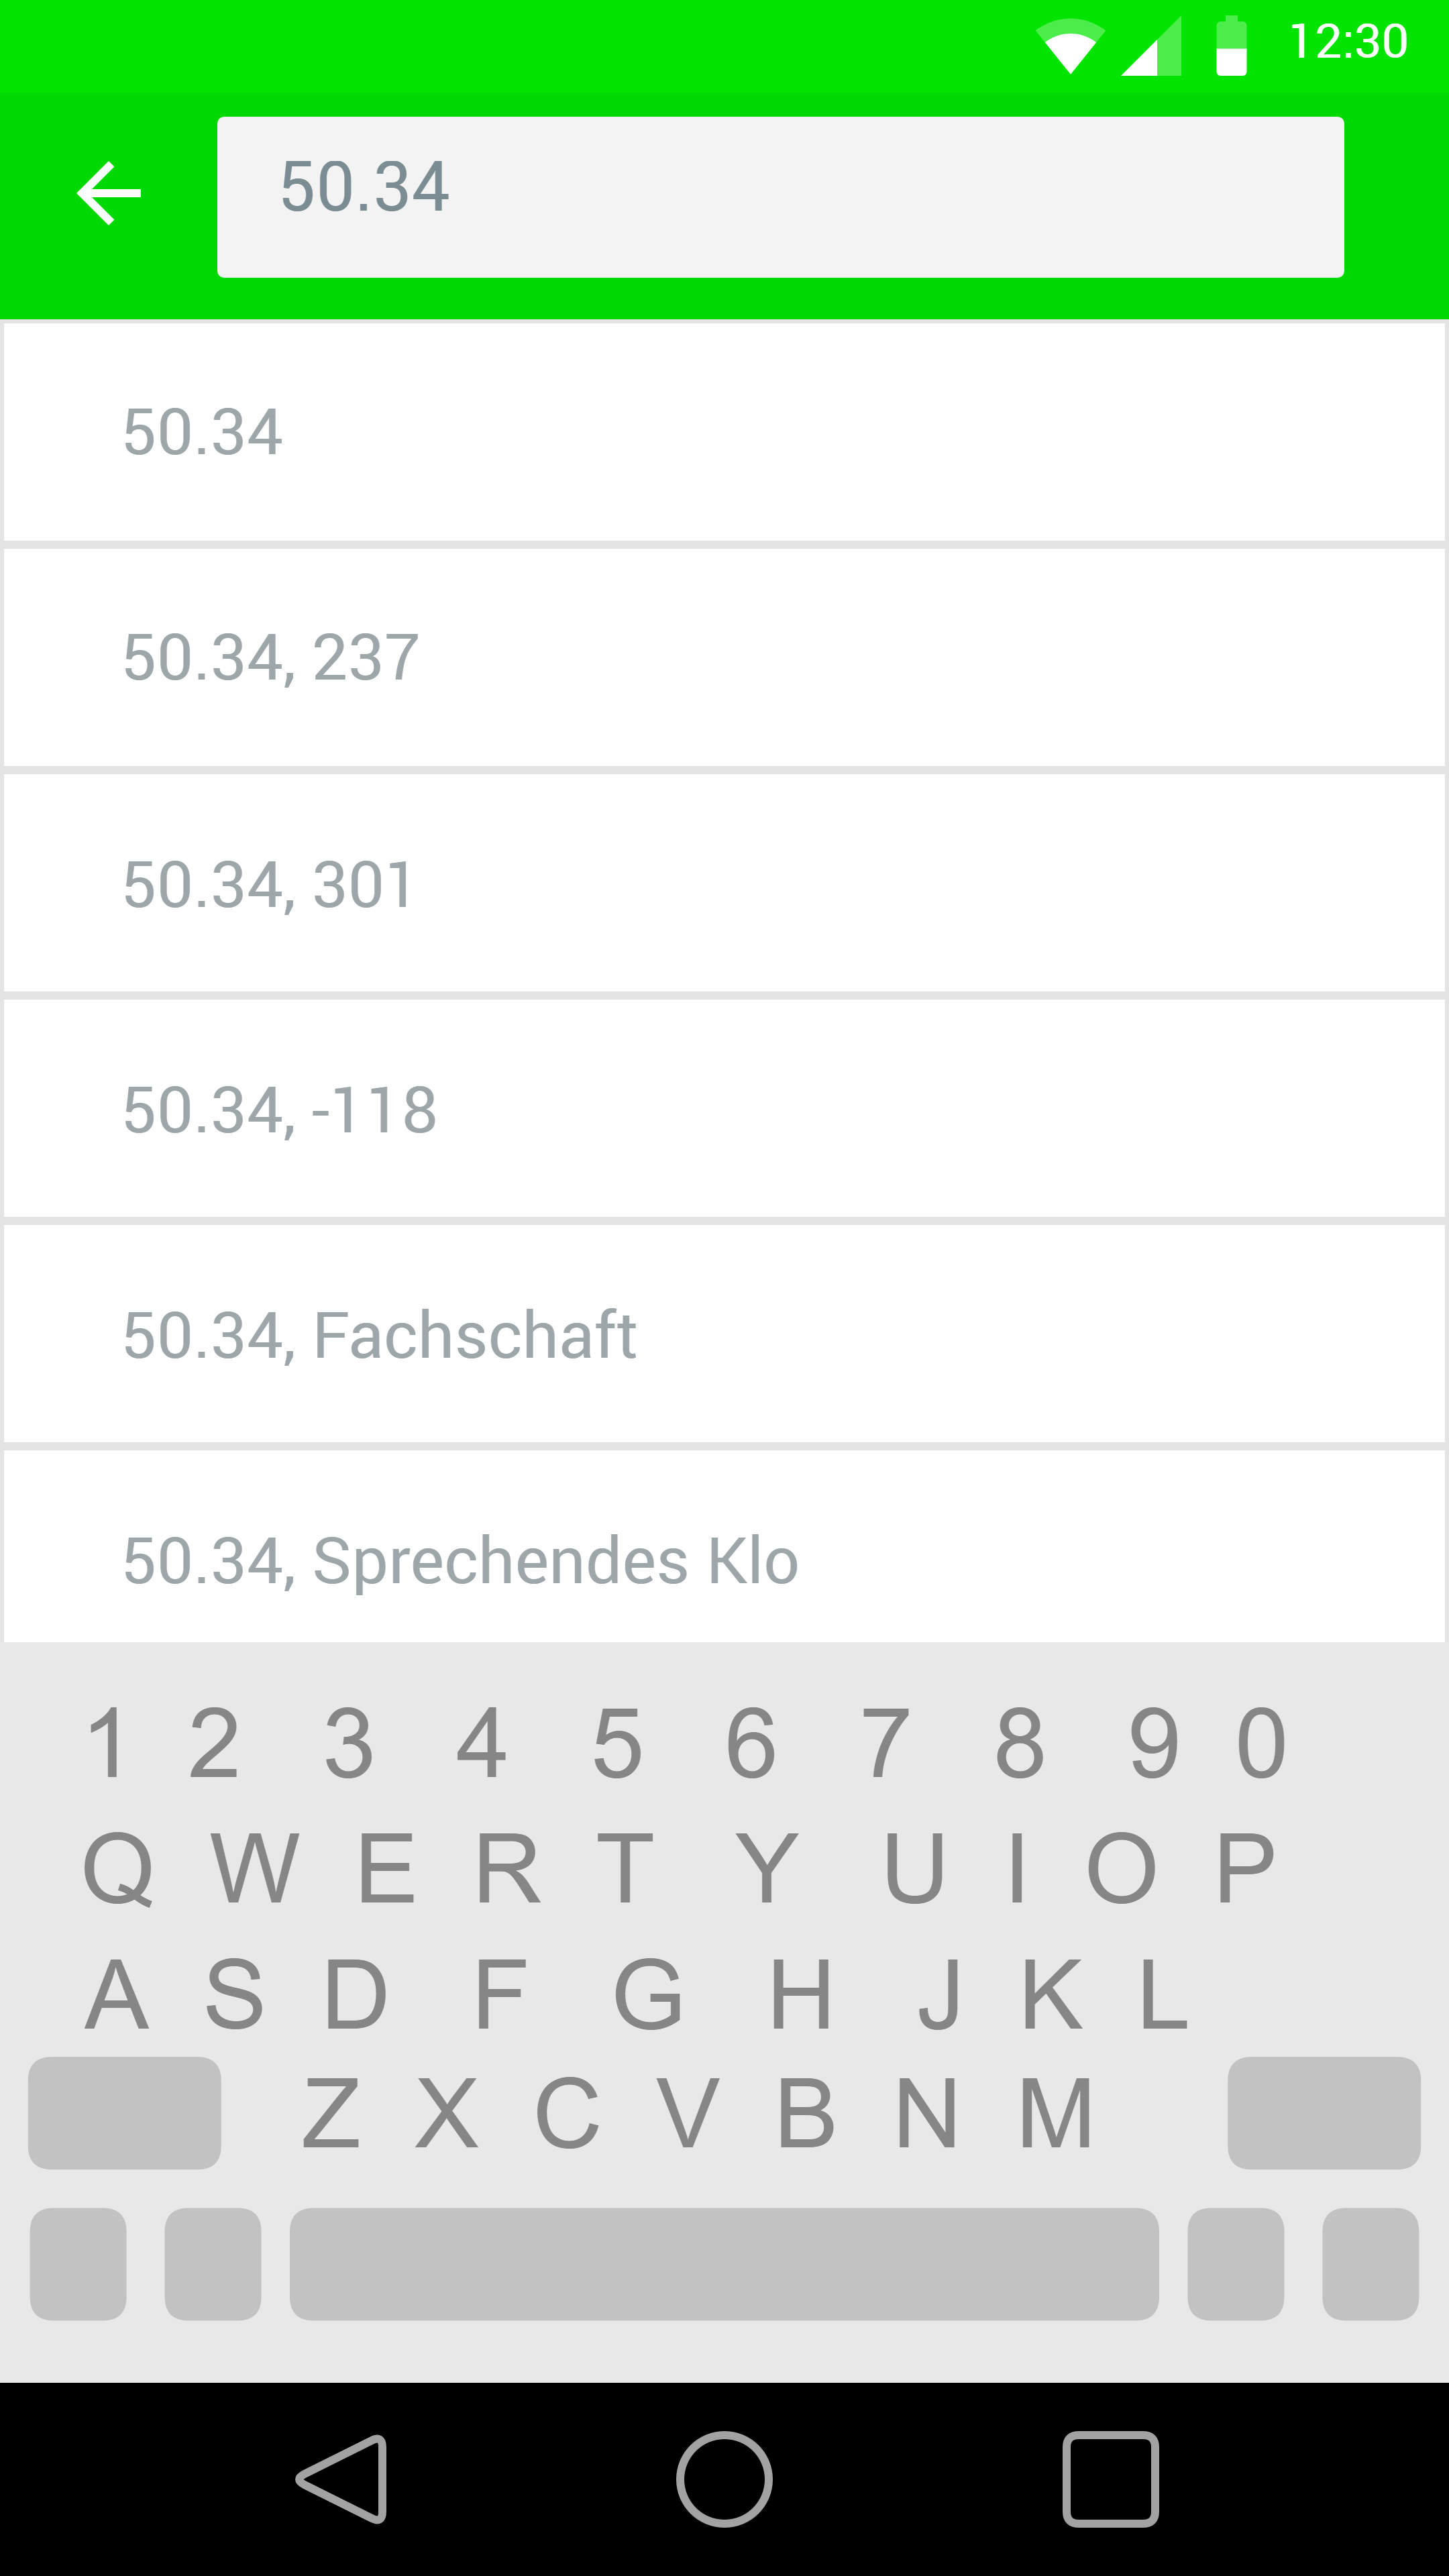 12:30
50.34
50.34
50.34, 237
50.34, 301
50.34, -118
50.34, Fachschaft
50.34, Sprechendes Klo
1 2 3 4 5 6 7 8 9 0
Q W E R T Y U I O P
A S D F G H J K L
Z X C V B N M